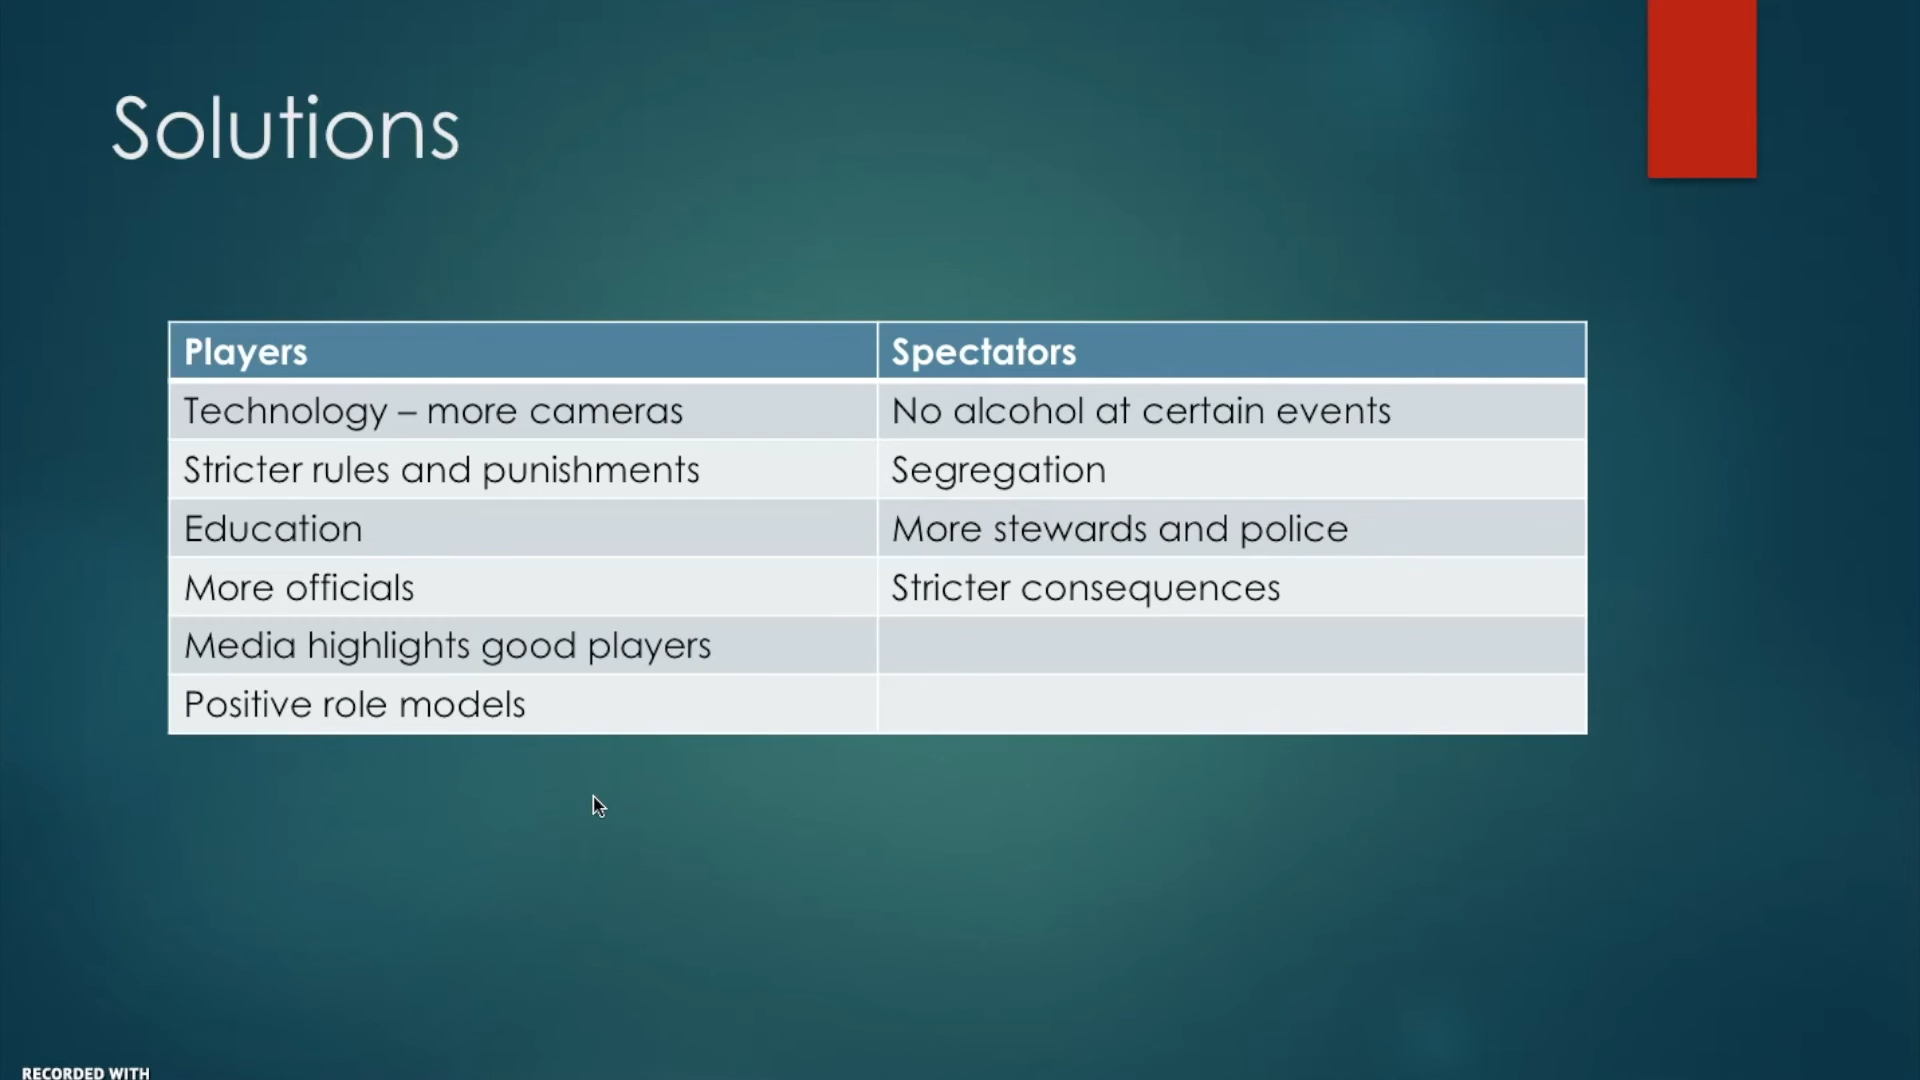 Solutions
Players
Spectators
Technology – more cameras
No alcohol at certain events
Stricter rules and punishments
Segregation
Education
More stewards and police
More officials
Stricter consequences
Media highlights good players
Positive role models
RECORDED WITH